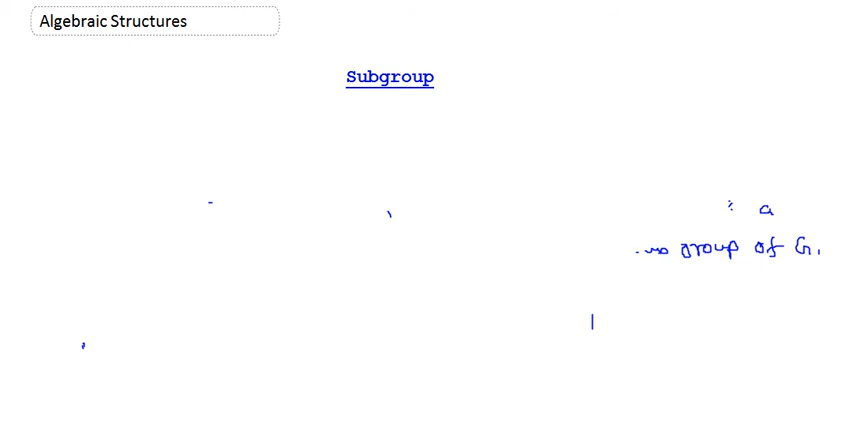 Algebraic Structures
Subgroup
a
group of G.